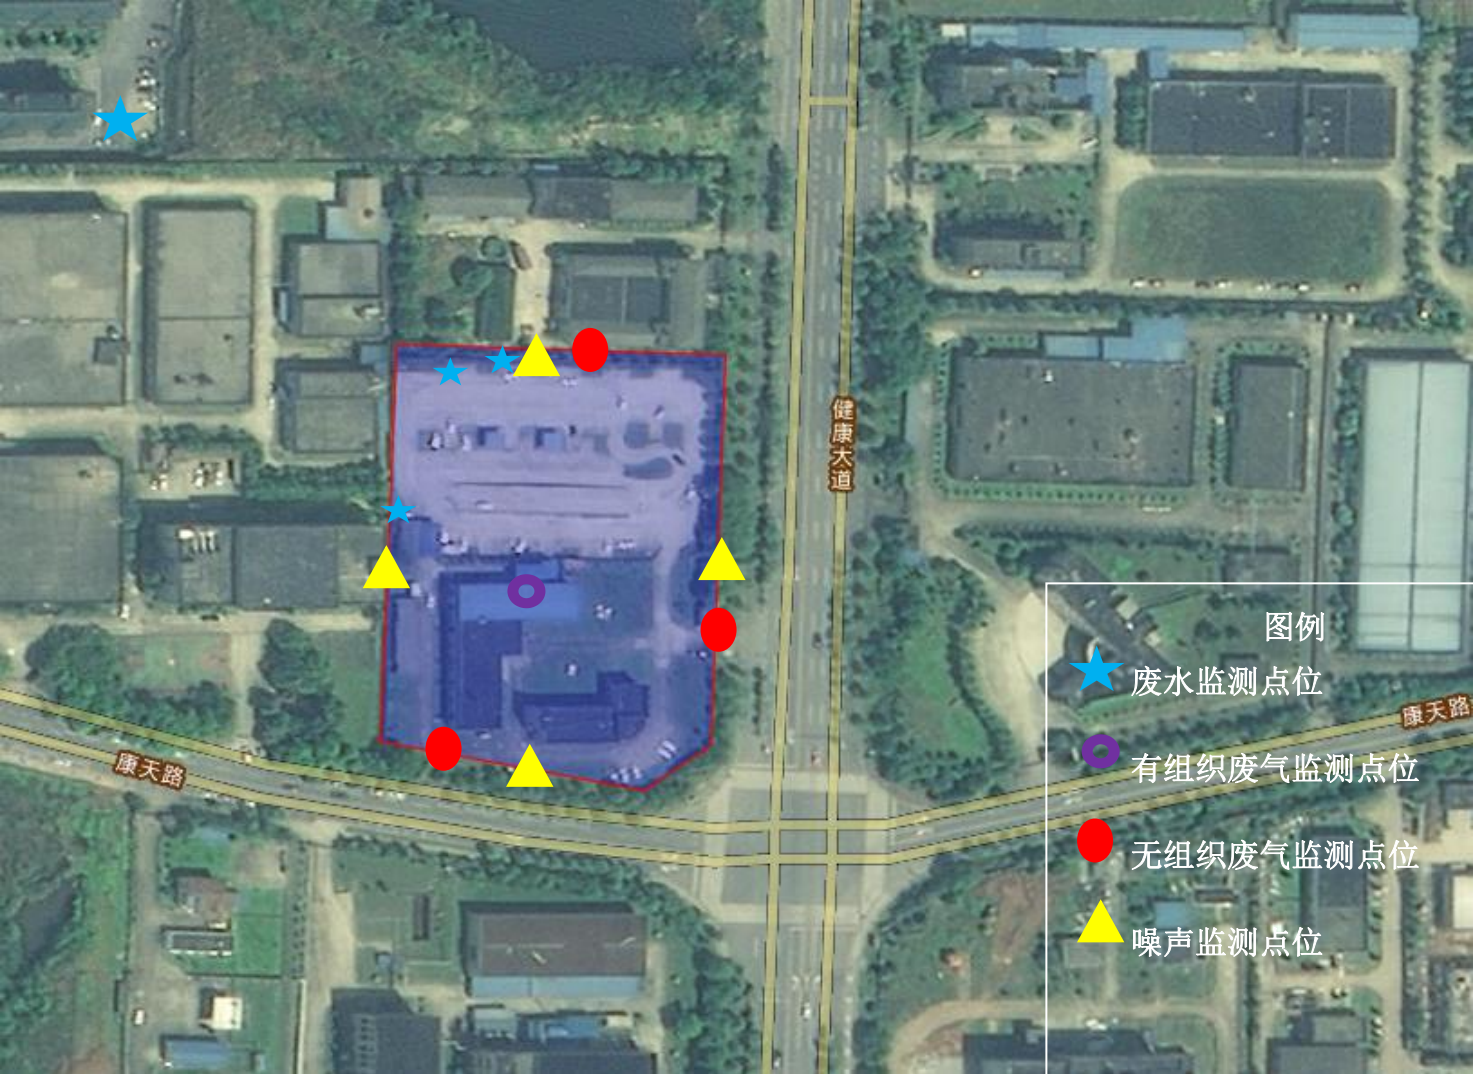 健康大道
图例
废水监测点位
康天路
有组织废气监测点位
康天路
无组织废气监测点位
噪声监测点位